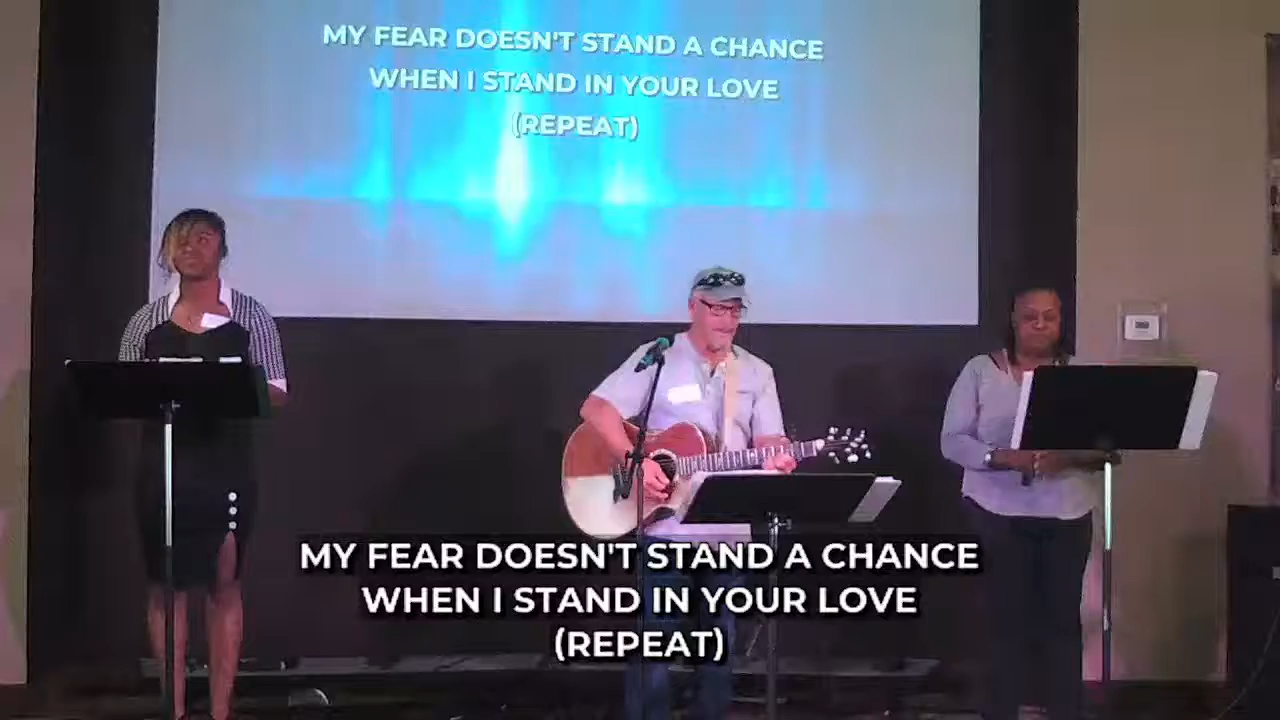 MY FEAR DOESN'T STAND A CHANCE
WHEN I STAND IN YOUR LOVE
(REPEAT)
MY FEAR DOESN'T STAND A CHANCE
WHEN I STAND IN YOUR LOVE
(REPEAT)